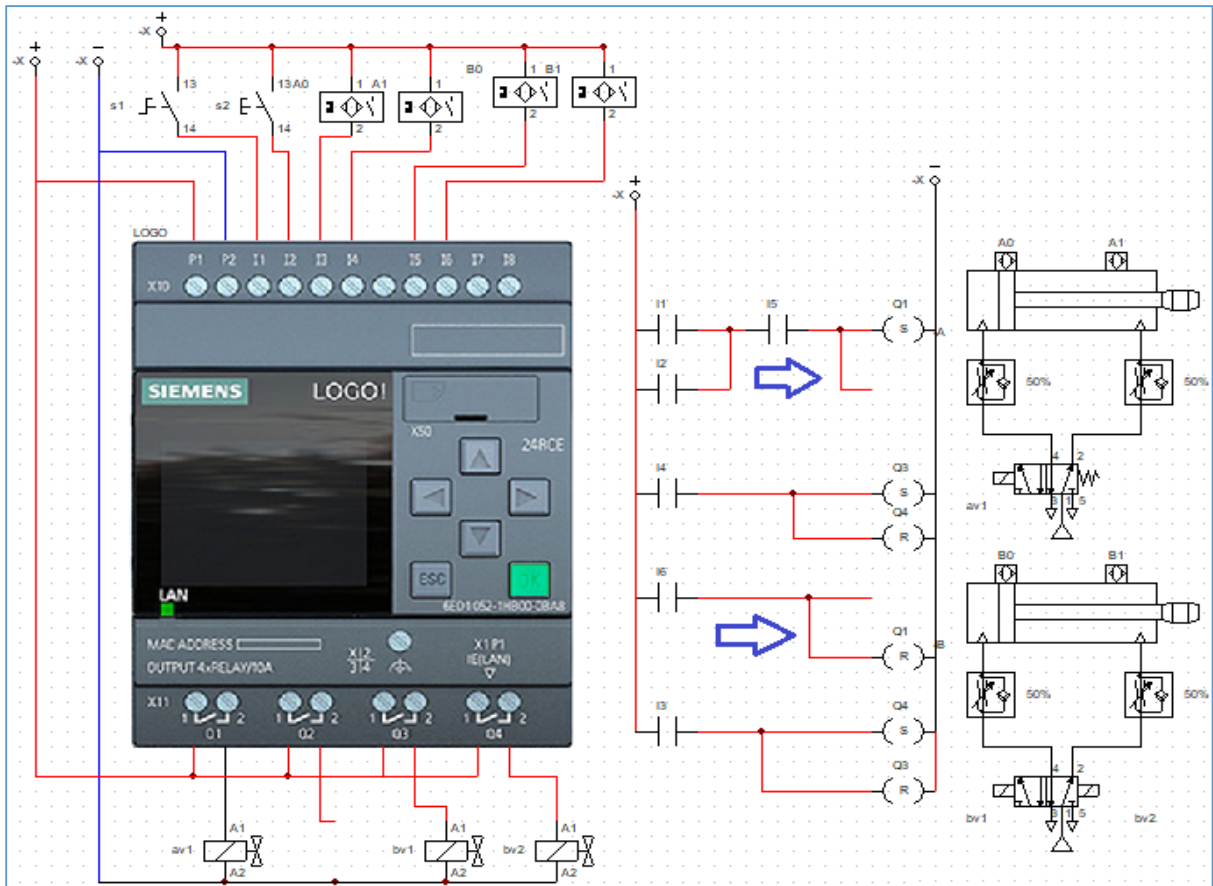 +
-X
+
-X
-
-X
s1
13
14
s2
13
14
A0
1
2
A1
1
2
B0
1
2
B1
1
2
LOGO
P1 P2 I1 I2 I3 I4 I5 I6 I7 I8
X10
SIEMENS LOGO!
X50
24RCE
ESC OK
LAN
6ED1 052-1HB00-0BA8
MAC ADDRESS
OUTPUT 4xRELAY/10A
X12
3|4
X1 P1
IE(LAN)
X11
1 2 1 2 1 2 1 2
Q1 Q2 Q3 Q4
av1
A1
A2
bv1
A1
A2
bv2
A1
A2
+
-X
-
-X
I1 I5 Q1
S
I2
I4 Q3
S
Q4
R
I6
Q1
R
I3 Q4
S
Q3
R
A
A0 A1
50% 50%
4 2
av1
3 1 5
B
B0 B1
50% 50%
4 2
bv1
3 1 5
bv2